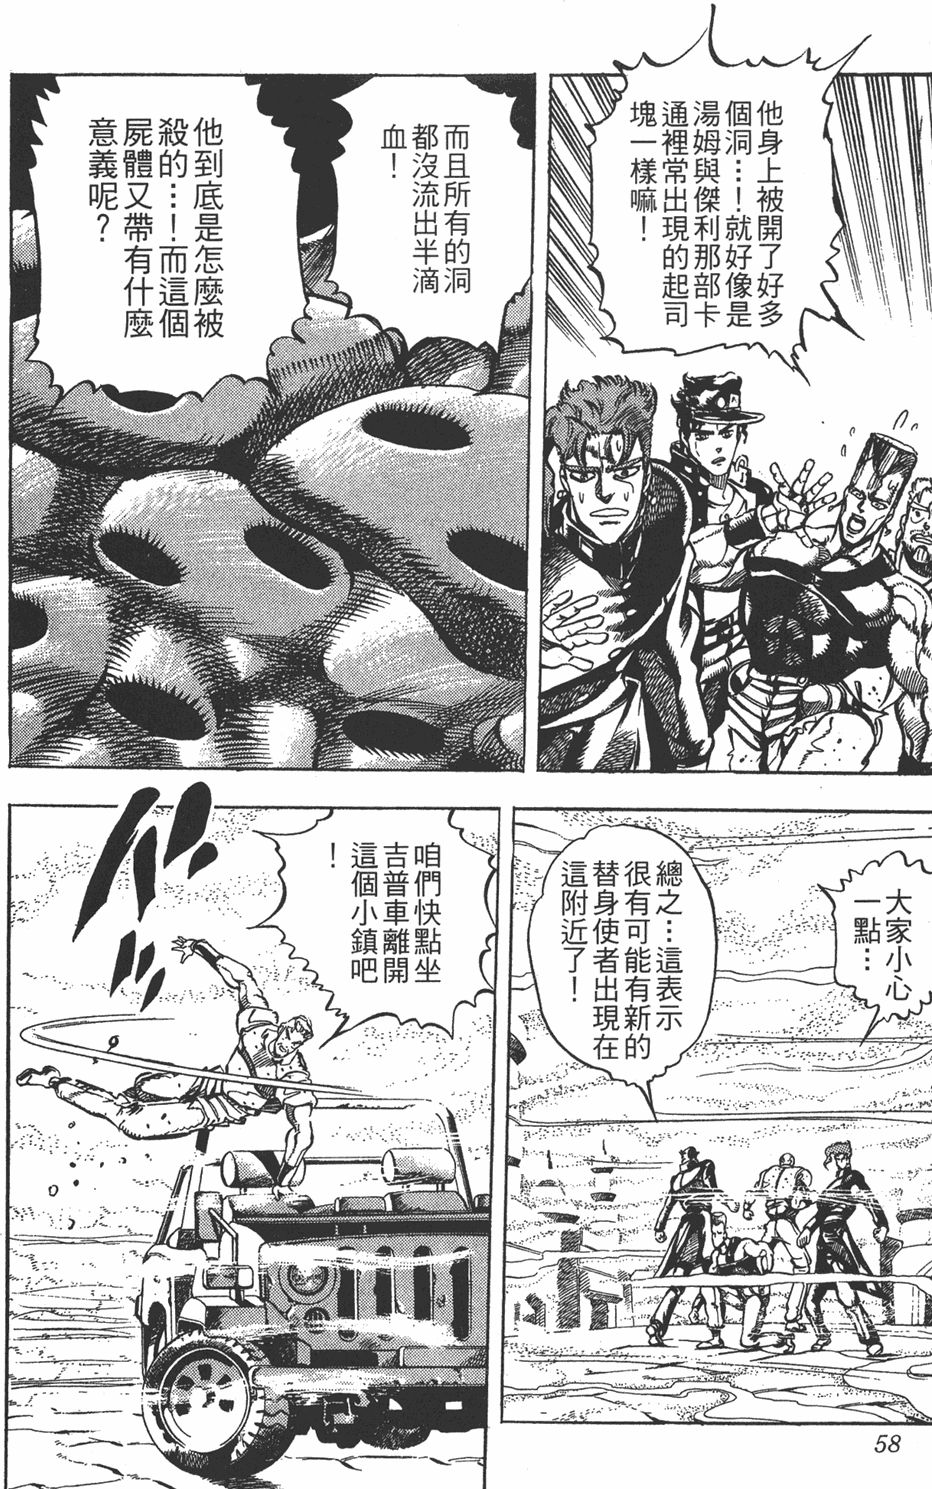 他身上被開了好多
個洞…！就好像是
湯姆與傑利那部卡
通裡常出現的起司
塊一樣嘛！
而且所有的洞
都沒流出半滴
血！
他到底是怎麼被
殺的…！而這個
屍體又帶有什麼
意義呢？
大家小心
一點…
總之…這表示
很有可能有新的
替身使者出現在
這附近了！
咱們快點坐
吉普車離開
這個小鎮吧
！
バッ
58